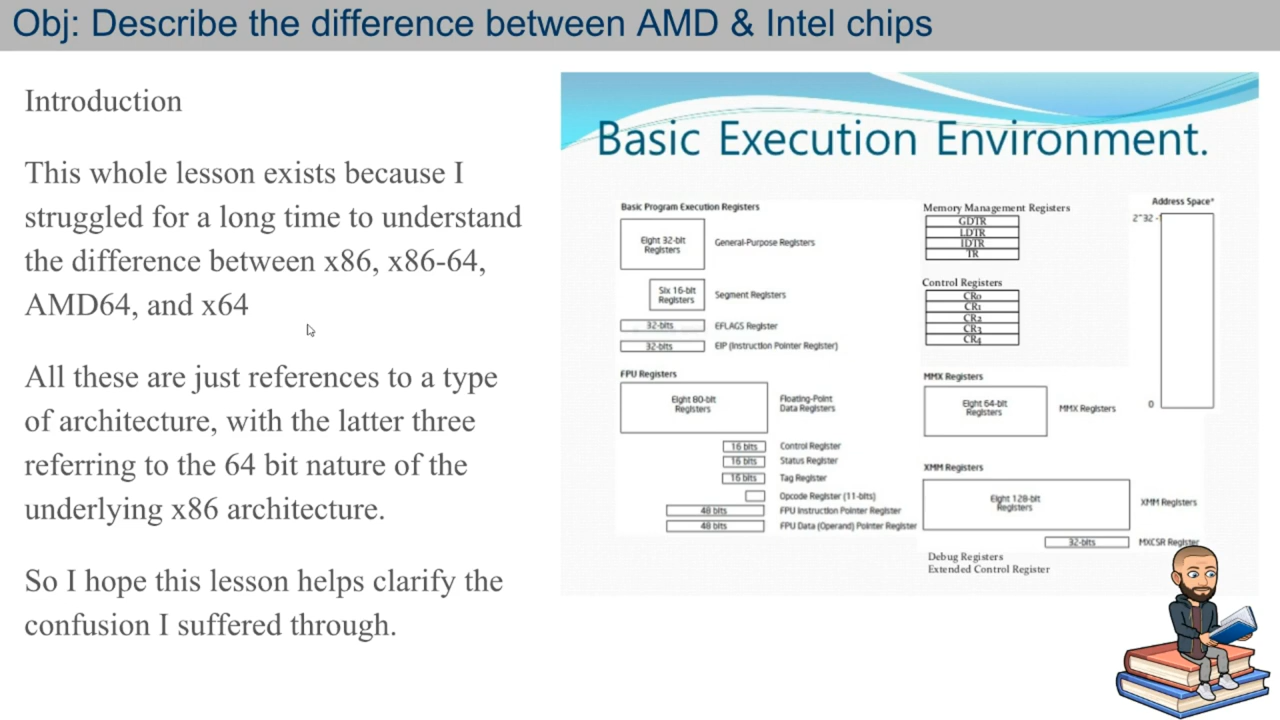 Obj: Describe the difference between AMD & Intel chips
Introduction
This whole lesson exists because I
struggled for a long time to understand
the difference between x86, x86-64,
AMD64, and x64
All these are just references to a type
of architecture, with the latter three
referring to the 64 bit nature of the
underlying x86 architecture.
So I hope this lesson helps clarify the
confusion I suffered through.
Basic Execution Environment.
Basic Program Execution Registers
Eight 32-bit
Registers
General-Purpose Registers
Six 16-bit
Registers
Segment Registers
32-bits
EFLAGS Register
32-bits
EIP (Instruction Pointer Register)
FPU Registers
Eight 80-bit
Registers
Floating-Point
Data Registers
16 bits
Control Register
16 bits
Status Register
16 bits
Tag Register
Opcode Register (11-bits)
48 bits
FPU Instruction Pointer Register
48 bits
FPU Data (Operand) Pointer Register
Memory Management Registers
GDTR
LDTR
IDTR
TR
Control Registers
CR0
CR1
CR2
CR3
CR4
MMX Registers
Eight 64-bit
Registers
MMX Registers
XMM Registers
Eight 128-bit
Registers
XMM Registers
32-bits
MXCSR Register
Debug Registers
Extended Control Register
Address Space*
2^32 -
0